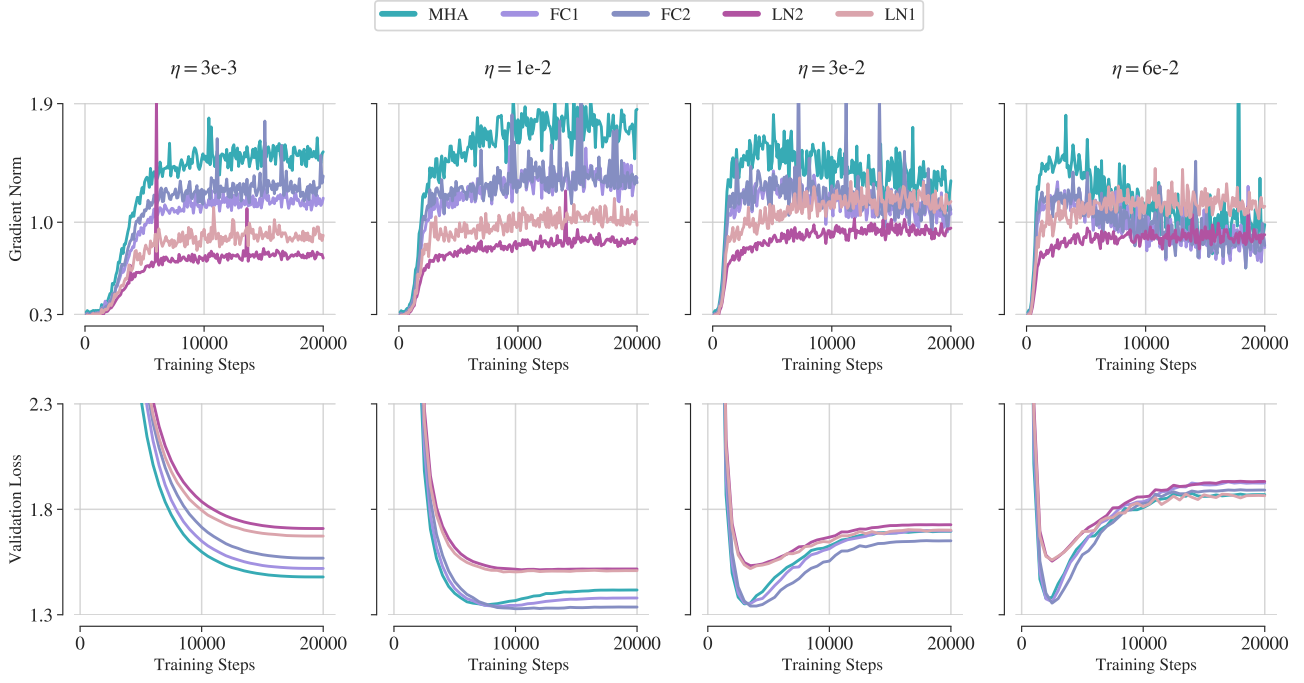 MHA FC1 FC2 LN2 LN1
η = 3e-3 η = 1e-2 η = 3e-2 η = 6e-2
Gradient Norm
1.9
1.0
0.3
0 10000 20000 0 10000 20000 0 10000 20000 0 10000 20000
Training Steps Training Steps Training Steps Training Steps
Validation Loss
2.3
1.8
1.3
0 10000 20000 0 10000 20000 0 10000 20000 0 10000 20000
Training Steps Training Steps Training Steps Training Steps